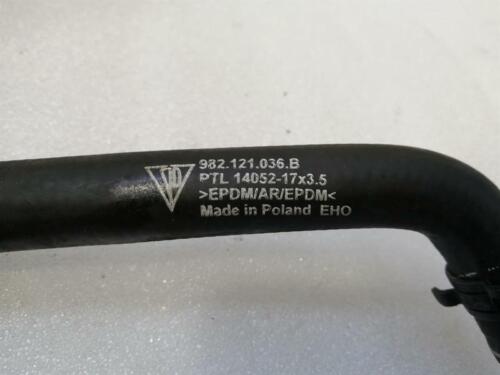 982.121.036.B
PTL 14052-17x3.5
>EPDM/AR/EPDM<
Made in Poland EHO